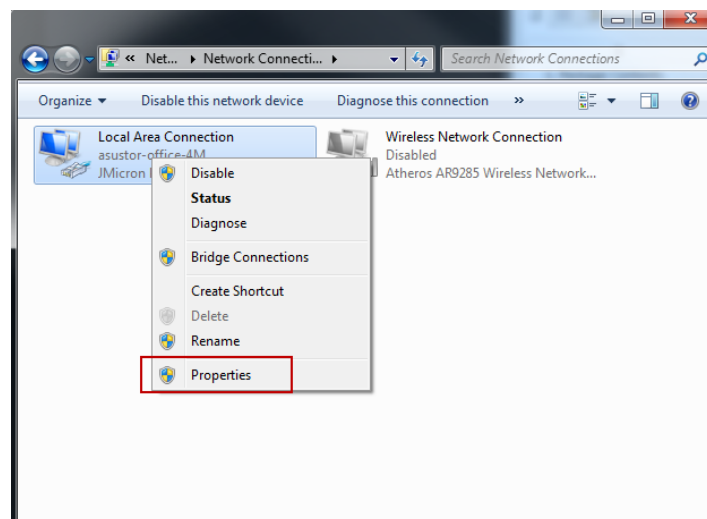 « Net... Network Connecti...
Search Network Connections
Organize Disable this network device Diagnose this connection »
Local Area Connection
asustor-office-4M
JMicron
Wireless Network Connection
Disabled
Atheros AR9285 Wireless Network...
Disable
Status
Diagnose
Bridge Connections
Create Shortcut
Delete
Rename
Properties